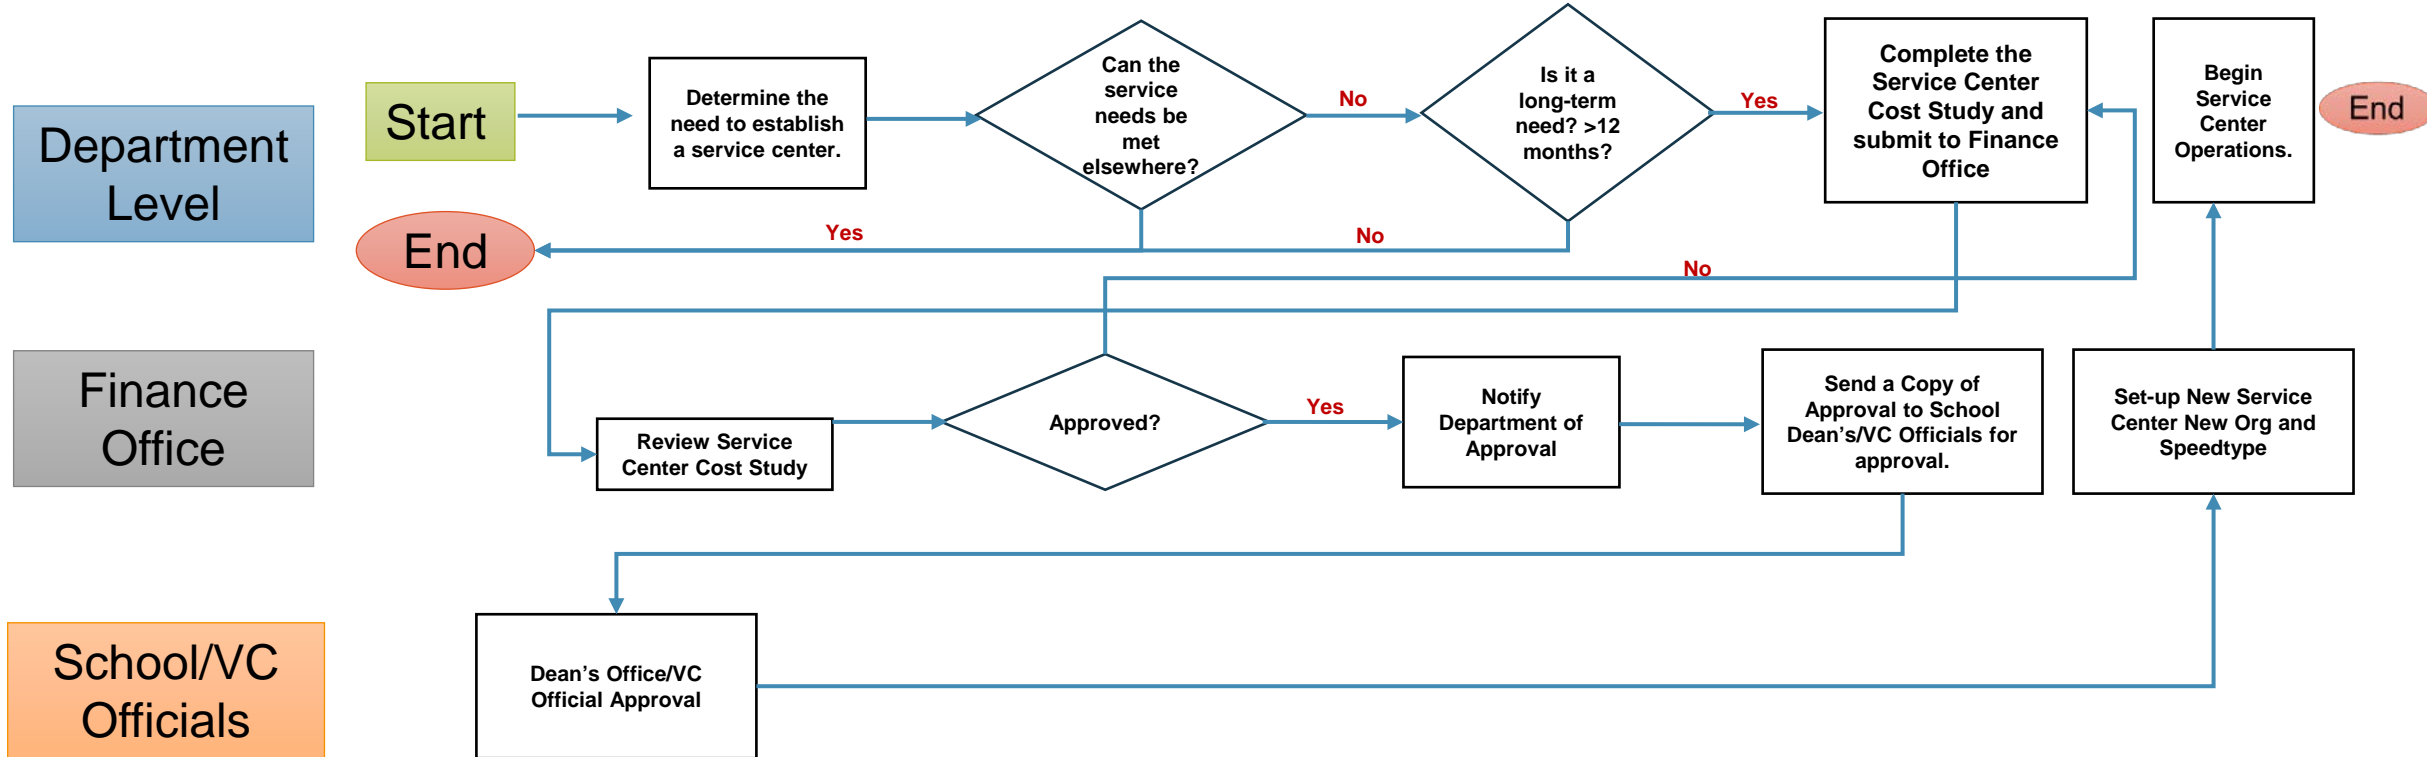 Department
Level
Start
Determine the
need to establish
a service center.
Can the
service
needs be
met
elsewhere?
No
Is it a
long-term
need? >12
months?
Yes
Complete the
Service Center
Cost Study and
submit to Finance
Office
Begin
Service
Center
Operations.
End
End
Yes
No
No
Finance
Office
Review Service
Center Cost Study
Approved?
Yes
Notify
Department of
Approval
Send a Copy of
Approval to School
Dean's/VC Officials for
approval.
Set-up New Service
Center New Org and
Speedtype
School/VC
Officials
Dean's Office/VC
Official Approval